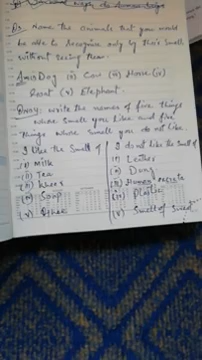 Q2. Name the animals that you would
be able to recognise only by their smell,
without seeing them.
Ans: Dog (ii) Cow (iii) Horse (iv)
Goat (v) Elephant.
write the names of five things
whose smell you like and five
things whose smell you do not like.
I like the smell of
I do not like the smell of
(i) Milk
(i) Leather
(ii) Tea
(ii) Dung
(iii)
(iii)
(iv) Soap
(iv) Plastic
(v)
(v) Smell of Sweat